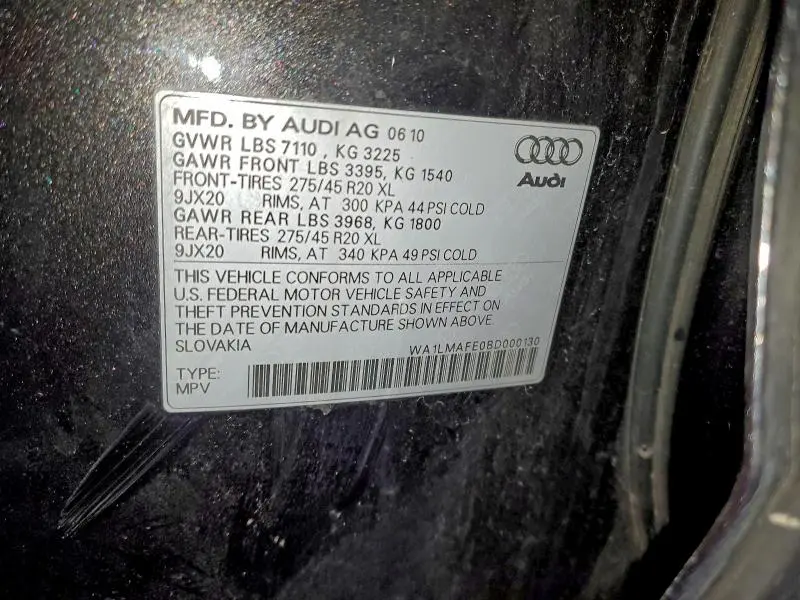 MFD. BY AUDI AG 06 10
GVWR LBS 7110 , KG 3225
GAWR FRONT LBS 3395, KG 1540
FRONT-TIRES 275/45 R20 XL
9JX20 RIMS, AT 300 KPA 44 PSI COLD
GAWR REAR LBS 3968, KG 1800
REAR-TIRES 275/45 R20 XL
9JX20 RIMS, AT 340 KPA 49 PSI COLD
Audi
THIS VEHICLE CONFORMS TO ALL APPLICABLE
U.S. FEDERAL MOTOR VEHICLE SAFETY AND
THEFT PREVENTION STANDARDS IN EFFECT ON
THE DATE OF MANUFACTURE SHOWN ABOVE.
SLOVAKIA WA1LMAFE0BD000130
TYPE:
MPV